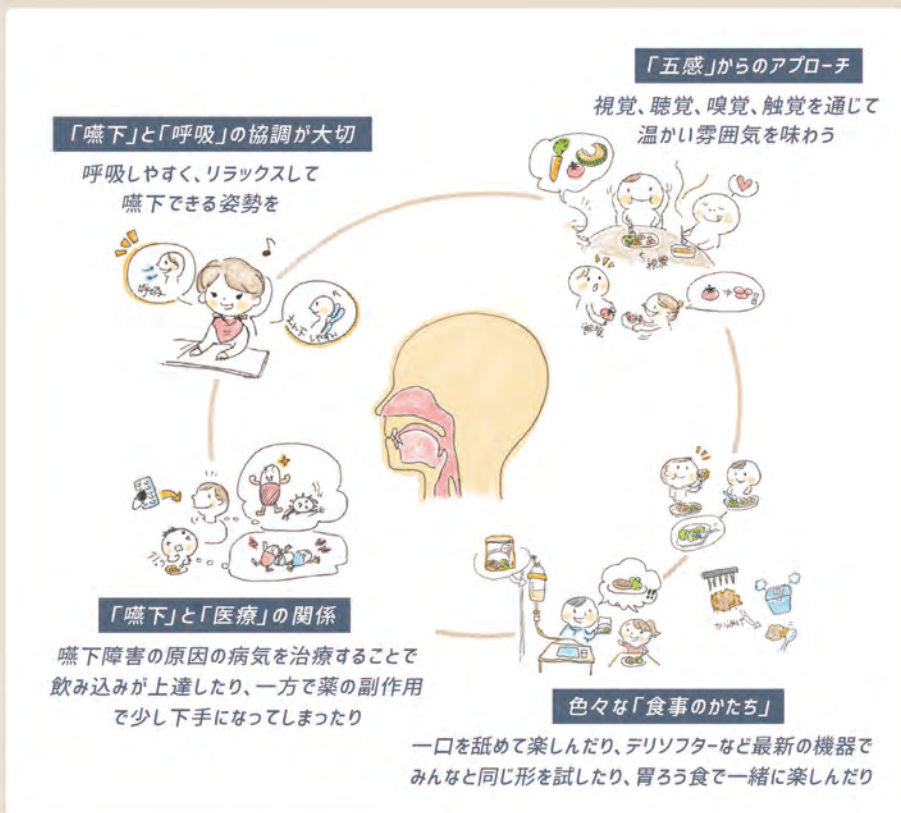 「嚥下」と「呼吸」の協調が大切
呼吸しやすく、リラックスして
嚥下できる姿勢を
呼吸
「五感」からのアプローチ
視覚、聴覚、嗅覚、触覚を通じて
温かい雰囲気を味わう
「嚥下」と「医療」の関係
嚥下障害の原因の病気を治療することで
飲み込みが上達したり、一方で薬の副作用
で少し下手になってしまったり
からあげ
色々な「食事のかたち」
一口を舐めて楽しんだり、デリソフターなど最新の機器で
みんなと同じ形を試したり、胃ろう食で一緒に楽しんだり